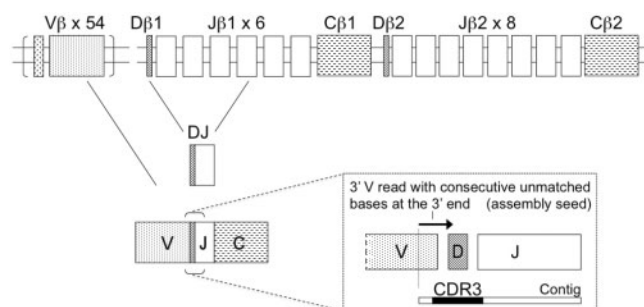 Vβ x 54 Dβ1 Jβ1 x 6 Cβ1 Dβ2 Jβ2 x 8 Cβ2
DJ
3' V read with consecutive unmatched
bases at the 3' end (assembly seed)
V J C
V D J
CDR3 Contig